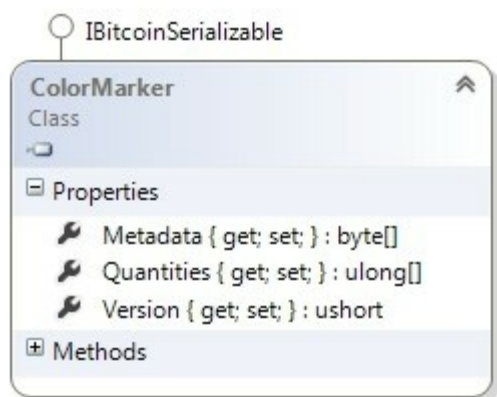 IBitcoinSerializable
ColorMarker
Class
Properties
Metadata { get; set; } : byte[]
Quantities { get; set; } : ulong[]
Version { get; set; } : ushort
Methods